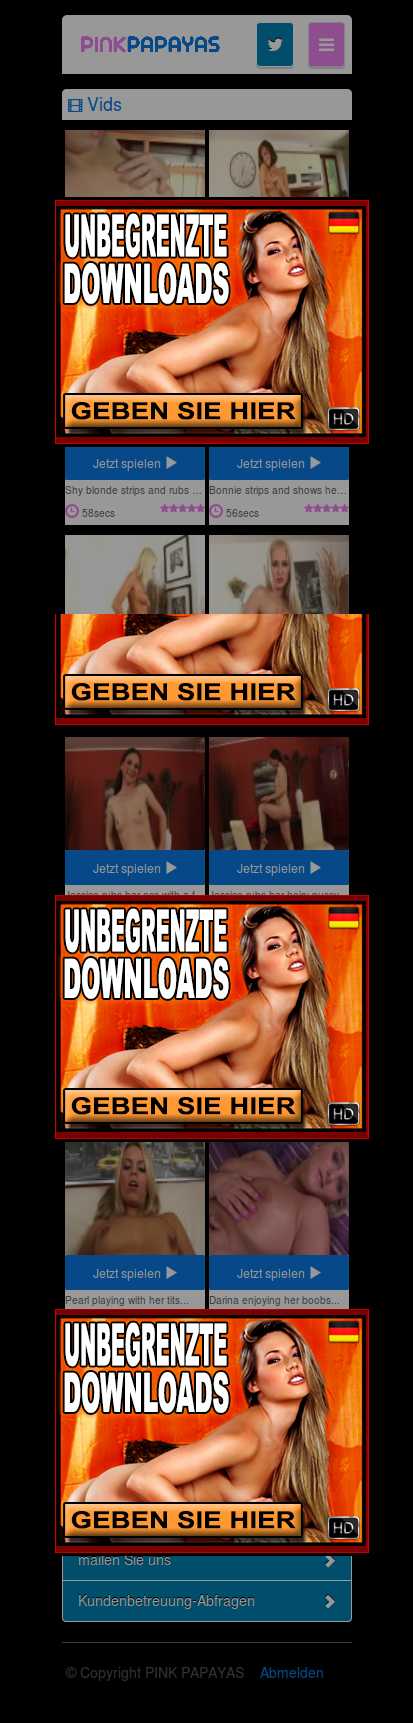 PINKPAPAYAS
Vids
UNBEGRENZTE
DOWNLOADS
GEBEN SIE HIER
HD
Jetzt spielen Jetzt spielen
Shy blonde strips and rubs ... Bonnie strips and shows he...
58secs 56secs
GEBEN SIE HIER
HD
Jetzt spielen Jetzt spielen
UNBEGRENZTE
DOWNLOADS
GEBEN SIE HIER
HD
Jetzt spielen Jetzt spielen
Pearl playing with her tits... Darina enjoying her boobs...
UNBEGRENZTE
DOWNLOADS
GEBEN SIE HIER
HD
mailen Sie uns
Kundenbetreuung-Abfragen
© Copyright PINK PAPAYAS Abmelden